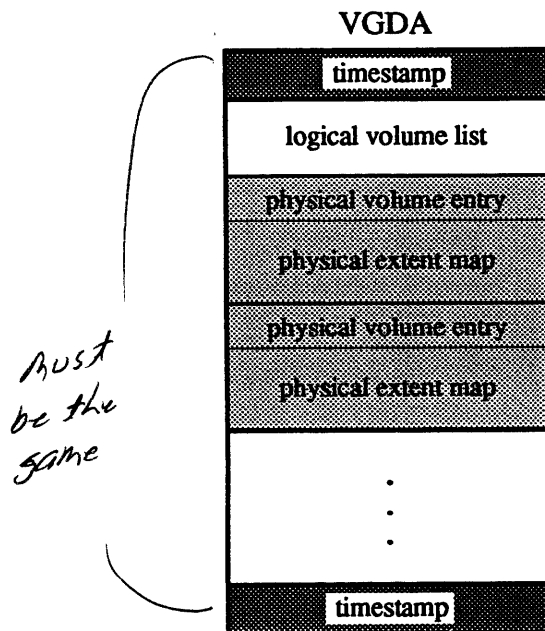 VGDA
timestamp
logical volume list
physical volume entry
physical extent map
physical volume entry
physical extent map
must
be the
same
.
.
.
timestamp